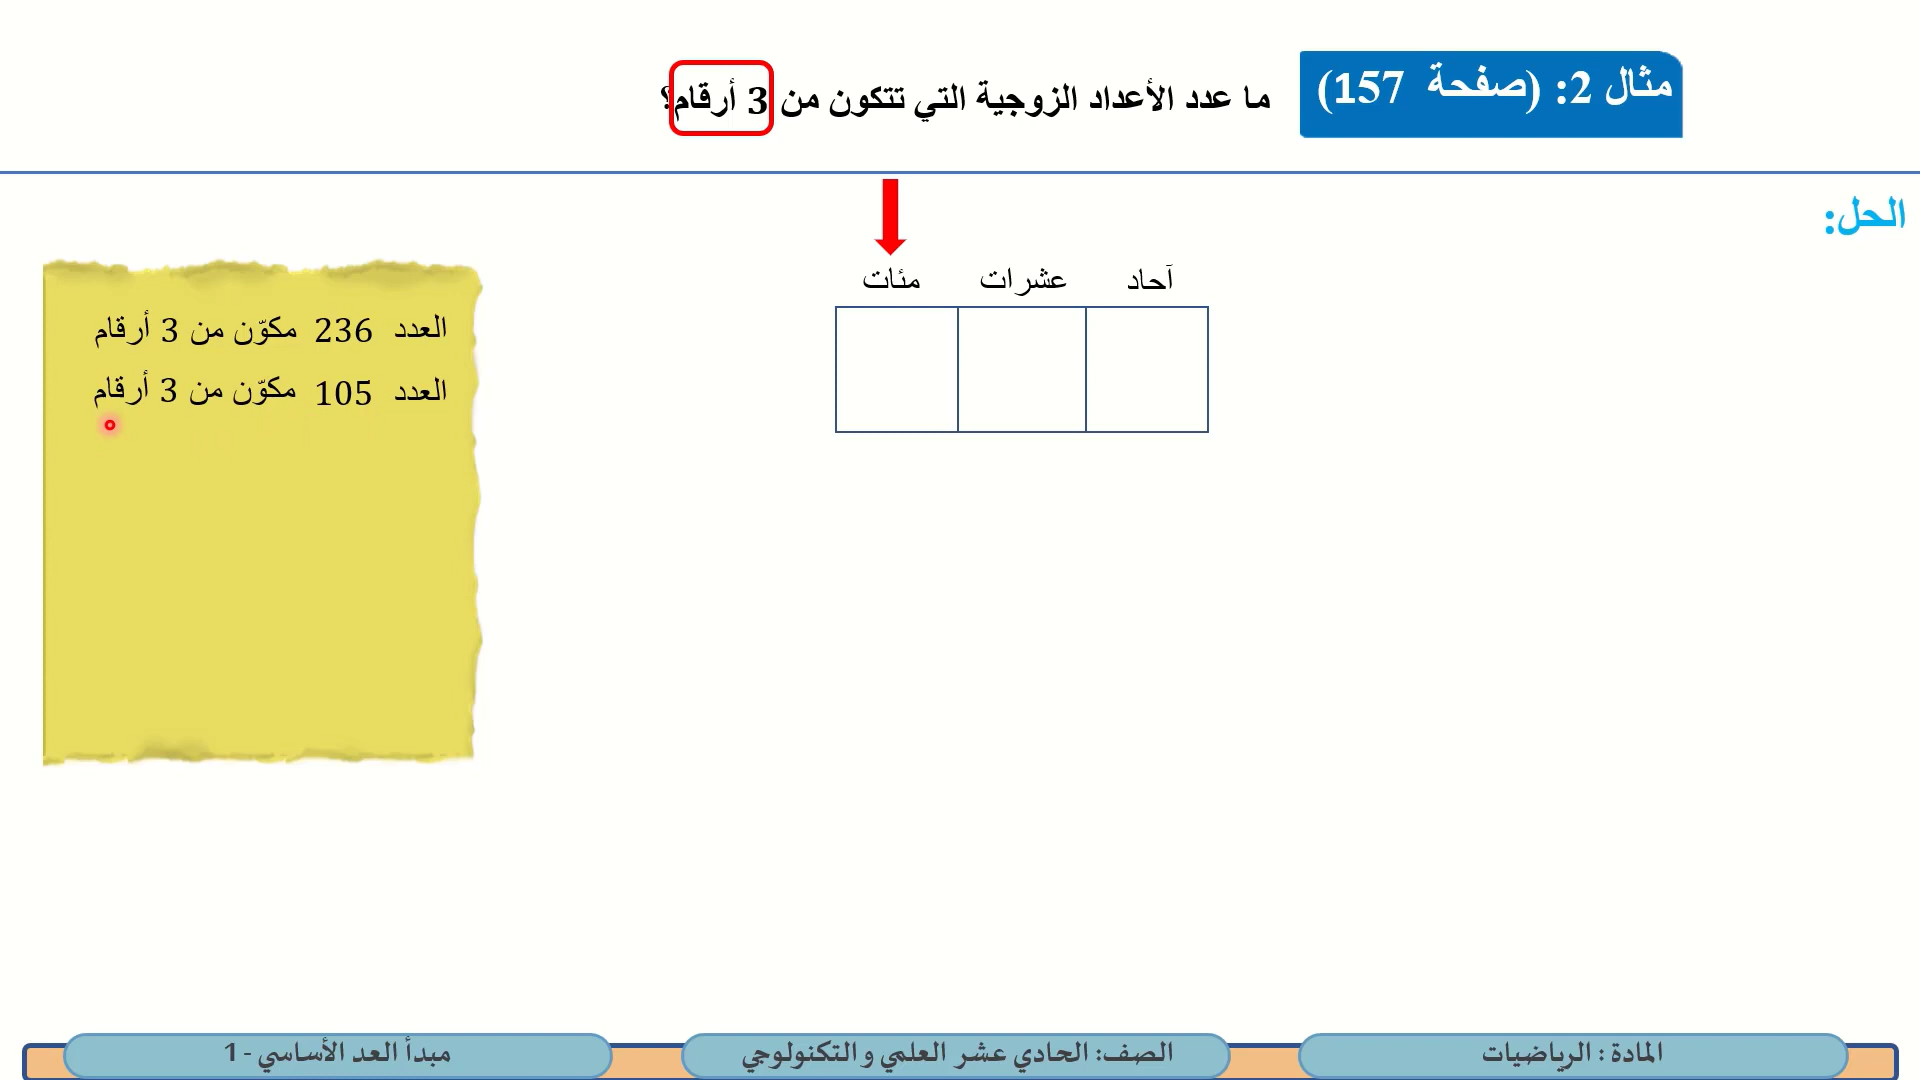 مثال 2: (صفحة 157)
ما عدد الأعداد الزوجية التي تتكون من 3 أرقام؟
الحل:
آحاد عشرات مئات
العدد 236 مكوّن من 3 أرقام
العدد 105 مكوّن من 3 أرقام
المادة : الرياضيات
الصف: الحادي عشر العلمي و التكنولوجي
مبدأ العد الأساسي - 1